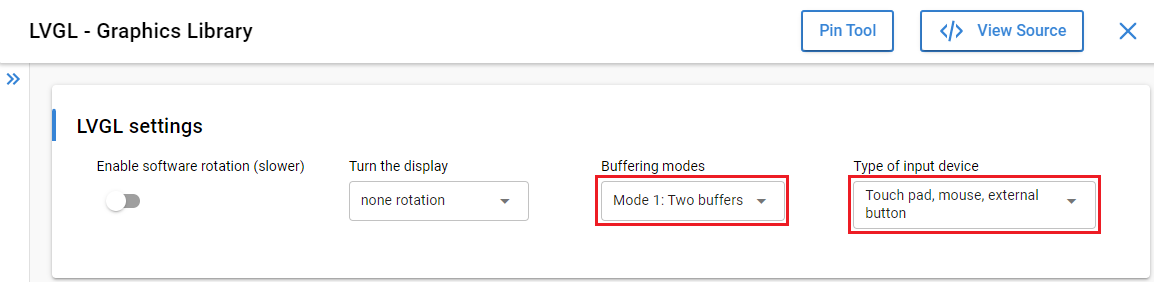 LVGL - Graphics Library
Pin Tool
</> View Source
LVGL settings
Enable software rotation (slower)
Turn the display
Buffering modes
Type of input device
none rotation
Mode 1: Two buffers
Touch pad, mouse, external
button